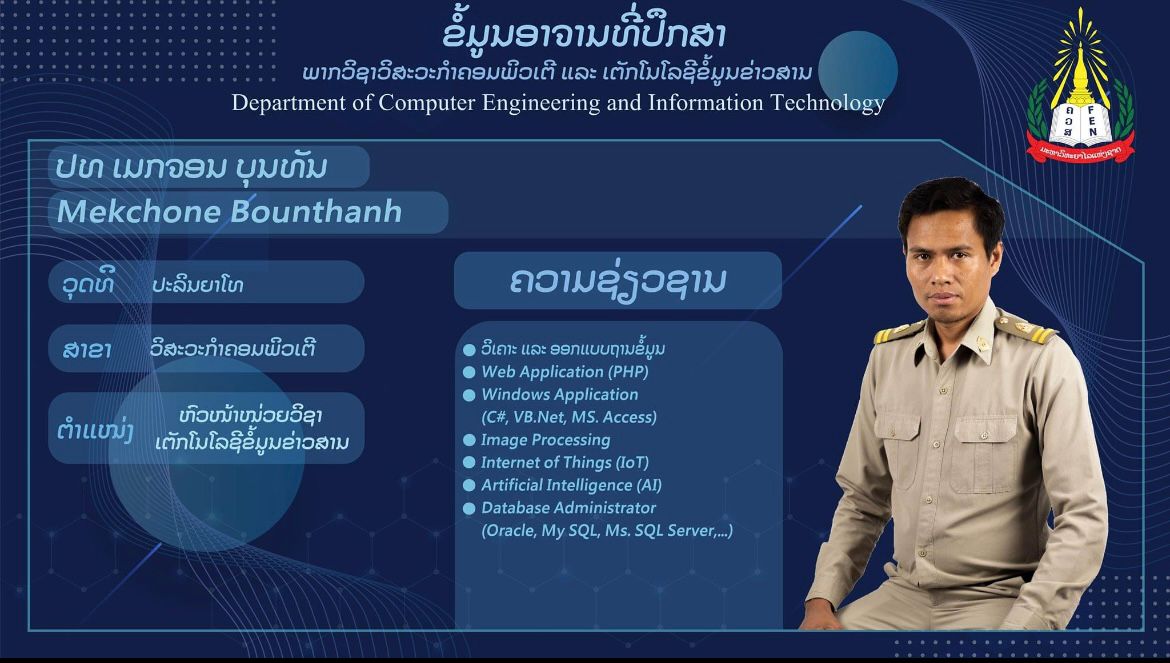 ຂໍ້ມູນອາຈານທີ່ປຶກສາ
ພາກວິຊາວິສະວະກຳຄອມພິວເຕີ ແລະ ເຕັກໂນໂລຊີຂໍ້ມູນຂ່າວສານ
Department of Computer Engineering and Information Technology
ຄ ວ ສ
F E N
ມະຫາວິທະຍາໄລແຫ່ງຊາດ
ປທ ເມກຈອນ ບຸນທັນ
Mekchone Bounthanh
ວຸດທິ ປະລິນຍາໂທ
ສາຂາ ວິສະວະກຳຄອມພິວເຕີ
ຕຳແໜ່ງ ຫົວໜ້າໜ່ວຍວິຊາ
ເຕັກໂນໂລຊີຂໍ້ມູນຂ່າວສານ
ຄວາມຊ່ຽວຊານ
ວິເຄາະ ແລະ ອອກແບບຖານຂໍ້ມູນ
Web Application (PHP)
Windows Application
(C#, VB.Net, MS. Access)
Image Processing
Internet of Things (IoT)
Artificial Intelligence (AI)
Database Administrator
(Oracle, My SQL, Ms. SQL Server,...)